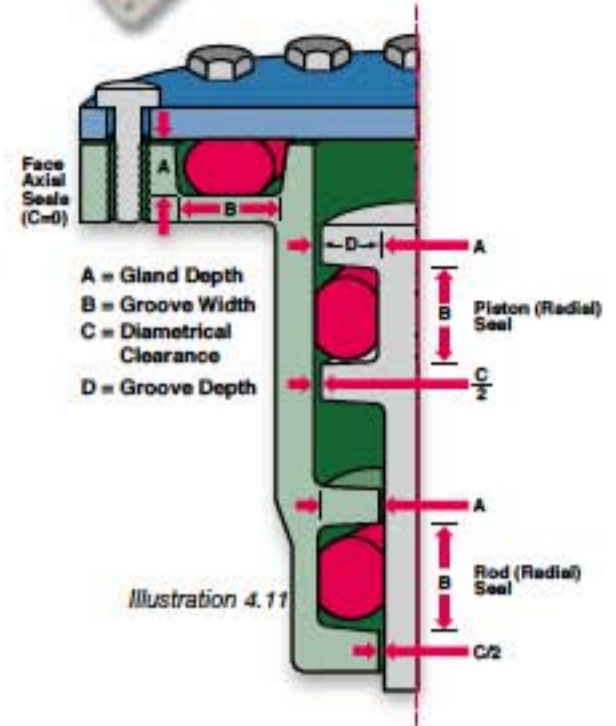 Face
Axial
Seals
(C=0)
A
B
A = Gland Depth
B = Groove Width
C = Diametrical
Clearance
D = Groove Depth
D
A
B
Piston (Radial)
Seal
C
2
A
B
Rod (Radial)
Seal
C/2
Illustration 4.11